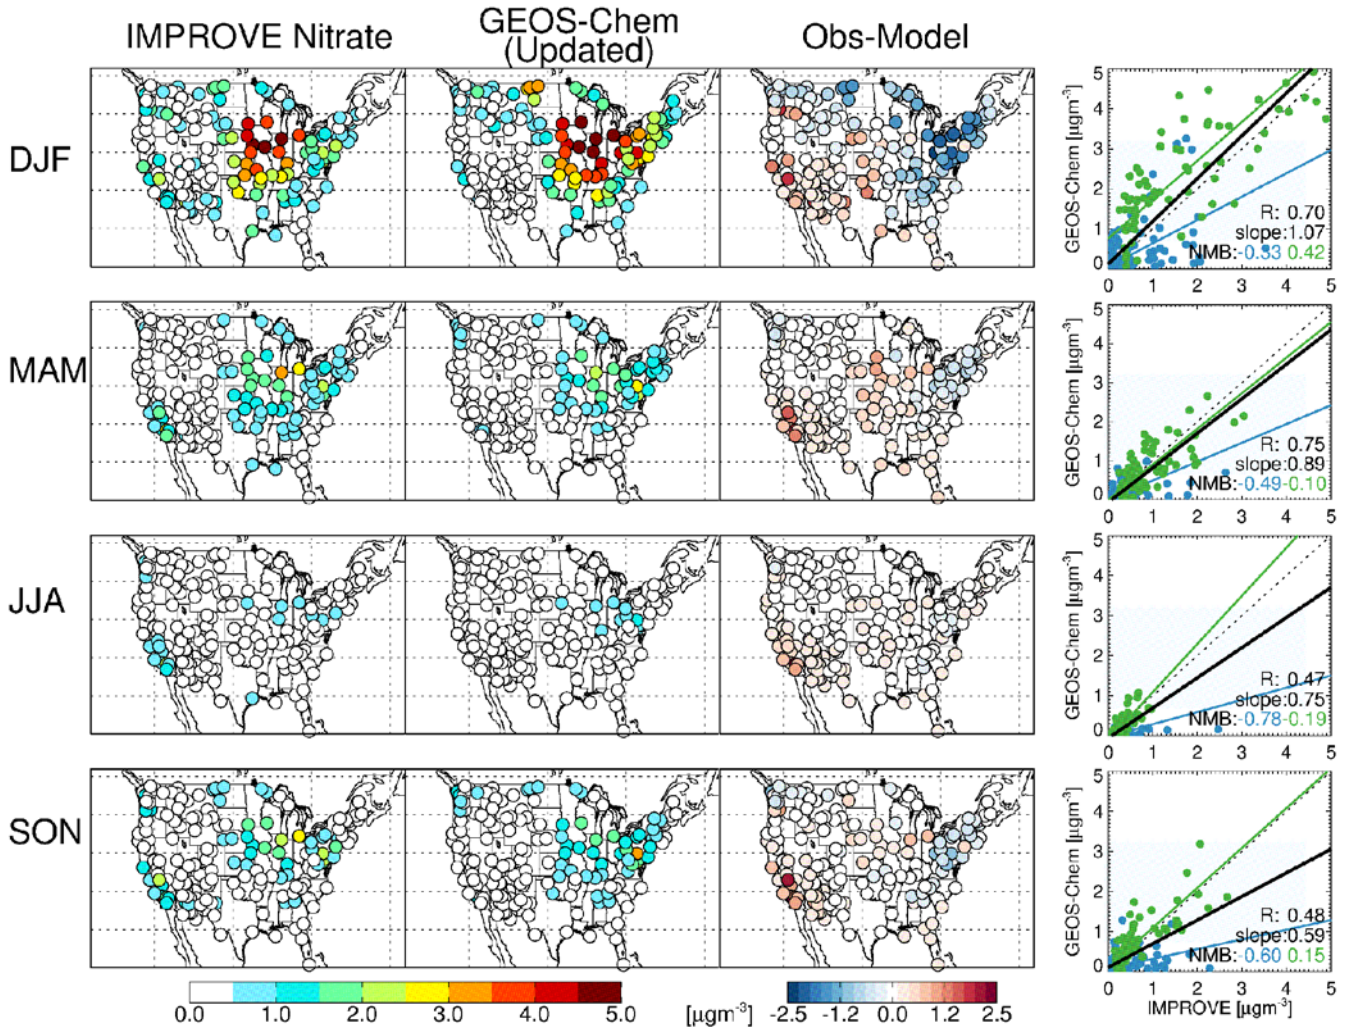 IMPROVE Nitrate
GEOS-Chem
(Updated)
Obs-Model
DJF
GEOS-Chem [μgm⁻³]
5
4
3
2
1
0
R: 0.70
slope:1.07
NMB:-0.33 0.42
0 1 2 3 4 5
MAM
GEOS-Chem [μgm⁻³]
5
4
3
2
1
0
R: 0.75
slope:0.89
NMB:-0.49-0.10
0 1 2 3 4 5
JJA
GEOS-Chem [μgm⁻³]
5
4
3
2
1
0
R: 0.47
slope:0.75
NMB:-0.78-0.19
0 1 2 3 4 5
SON
GEOS-Chem [μgm⁻³]
5
4
3
2
1
0
R: 0.48
slope:0.59
NMB:-0.60 0.15
0 1 2 3 4 5
IMPROVE [μgm⁻³]
0.0 1.0 2.0 3.0 4.0 5.0 [μgm⁻³] -2.5 -1.2 0.0 1.2 2.5